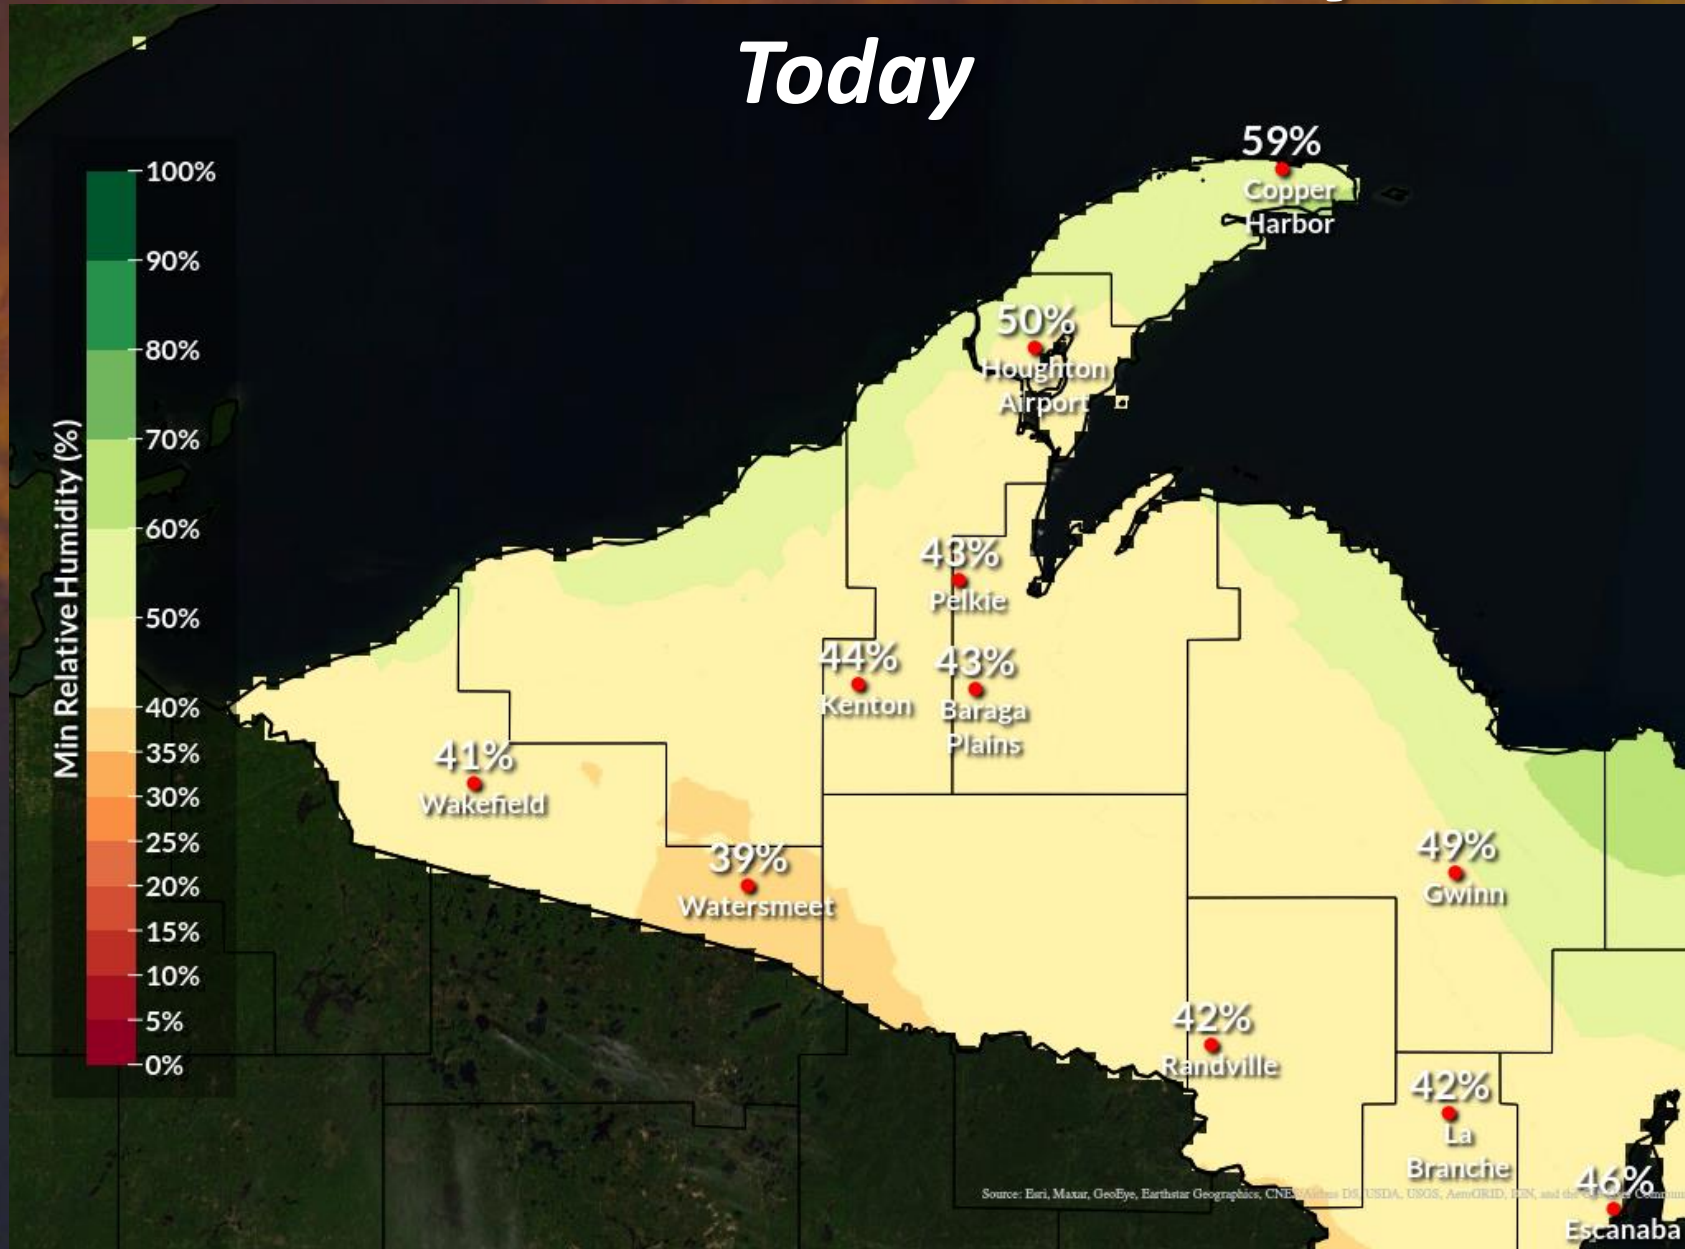 Today
100%
90%
80%
70%
60%
50%
40%
35%
30%
25%
20%
15%
10%
5%
0%
Min Relative Humidity (%)
59%
Copper
Harbor
50%
Houghton
Airport
43%
Pelkie
44%
Kenton
43%
Baraga
Plains
41%
Wakefield
39%
Watersmeet
49%
Gwinn
42%
Randville
42%
La
Branche
46%
Escanaba
Source: Esri, Maxar, GeoEye, Earthstar Geographics, CNES/Airbus DS, USDA, USGS, AeroGRID, IGN, and the